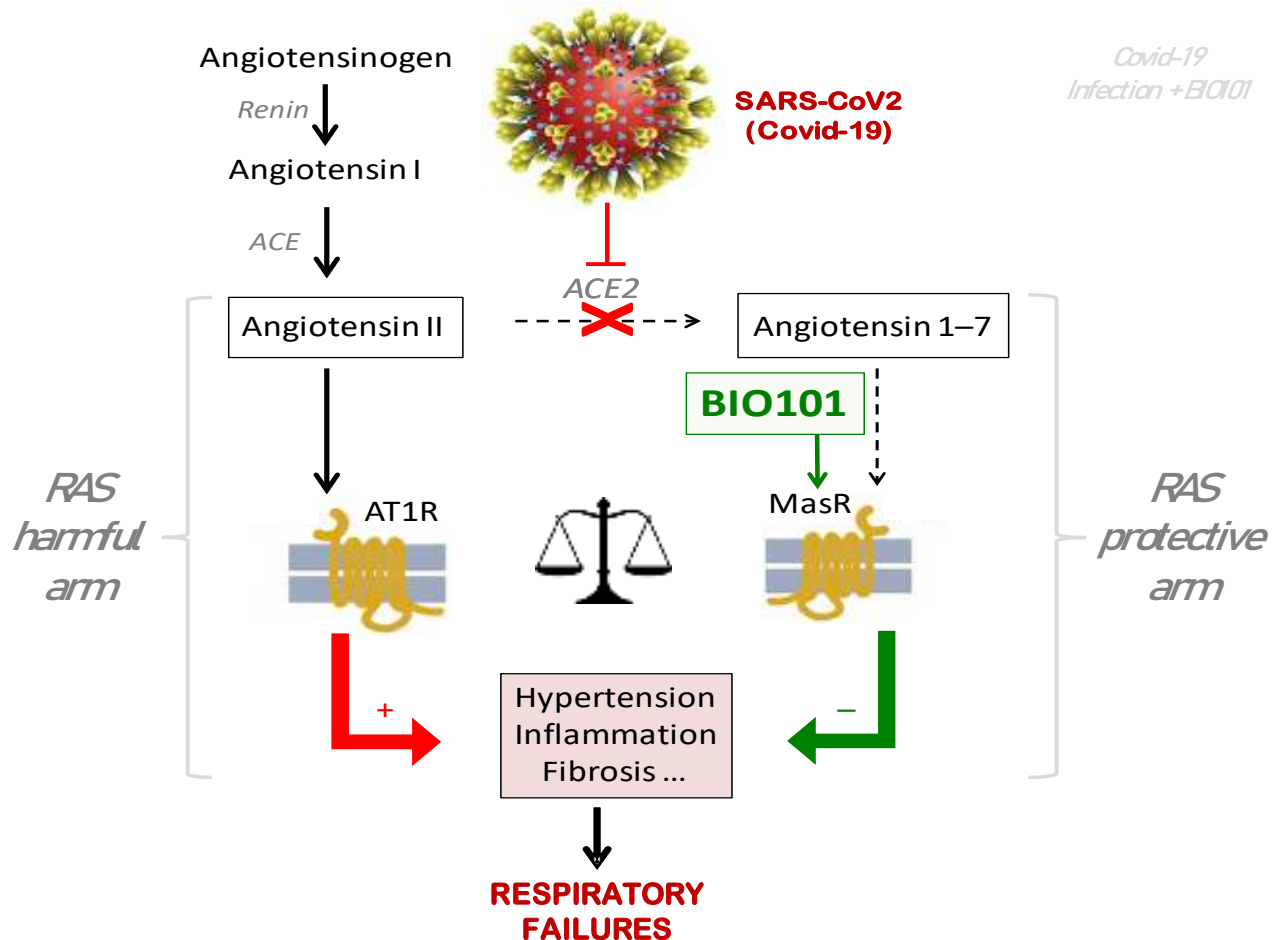 Angiotensinogen
Covid-19
Infection + BIO101
SARS-CoV2
(Covid-19)
Renin
Angiotensin I
ACE
ACE2
Angiotensin II
Angiotensin 1–7
BIO101
RAS
harmful
arm
AT1R
MasR
RAS
protective
arm
+
–
Hypertension
Inflammation
Fibrosis ...
RESPIRATORY
FAILURES